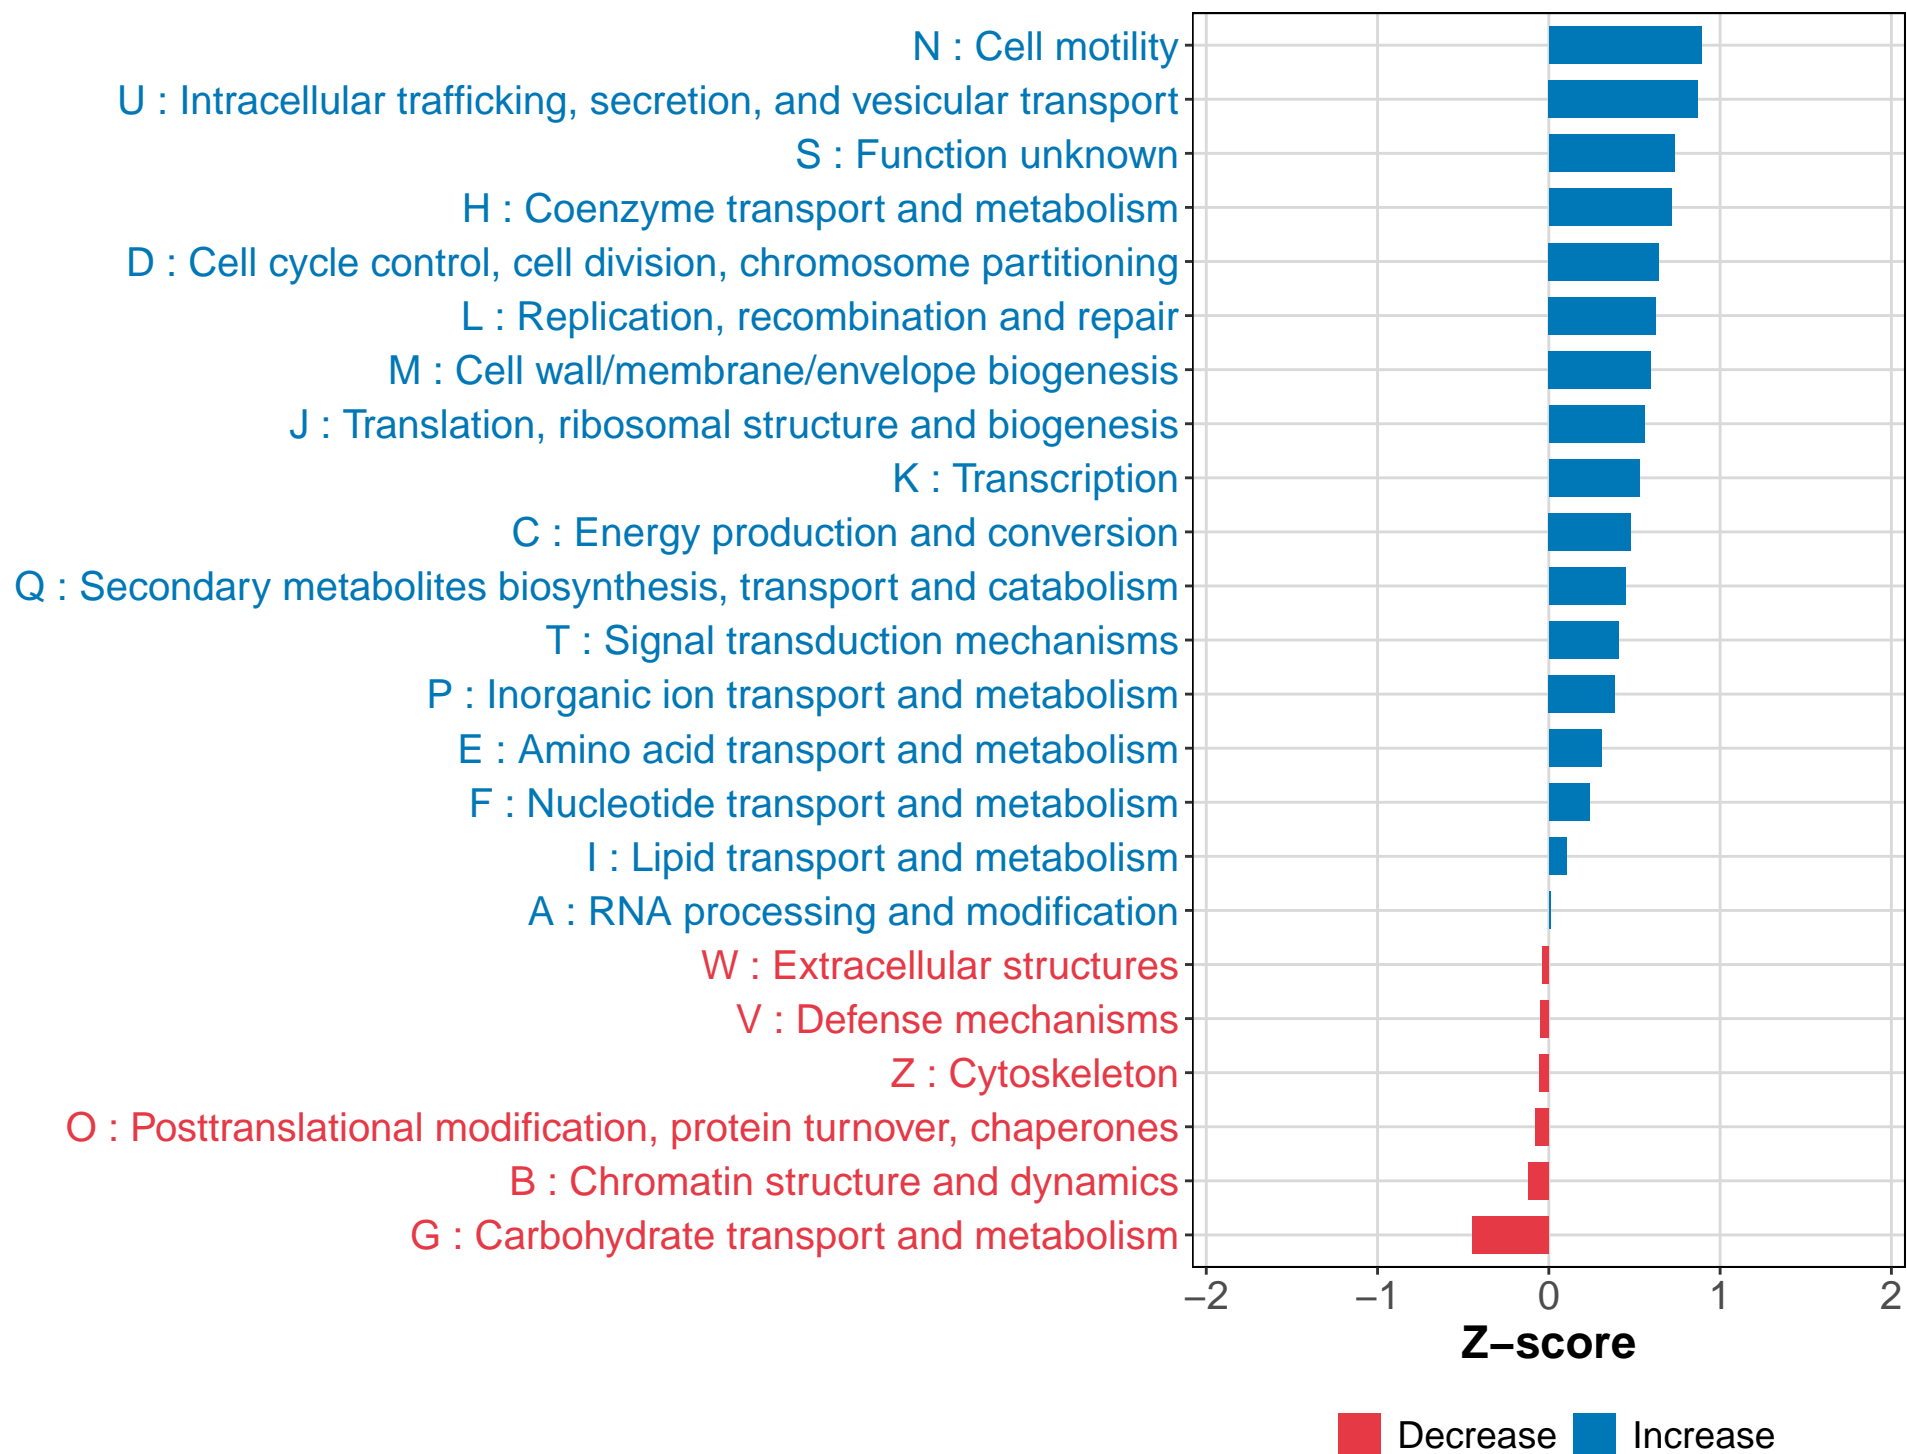 N : Cell motility
U : Intracellular trafficking, secretion, and vesicular transport
S : Function unknown
H : Coenzyme transport and metabolism
D : Cell cycle control, cell division, chromosome partitioning
L : Replication, recombination and repair
M : Cell wall/membrane/envelope biogenesis
J : Translation, ribosomal structure and biogenesis
K : Transcription
C : Energy production and conversion
Q : Secondary metabolites biosynthesis, transport and catabolism
T : Signal transduction mechanisms
P : Inorganic ion transport and metabolism
E : Amino acid transport and metabolism
F : Nucleotide transport and metabolism
I : Lipid transport and metabolism
A : RNA processing and modification
W : Extracellular structures
V : Defense mechanisms
Z : Cytoskeleton
O : Posttranslational modification, protein turnover, chaperones
B : Chromatin structure and dynamics
G : Carbohydrate transport and metabolism
−2 −1 0 1 2
Z−score
Decrease Increase